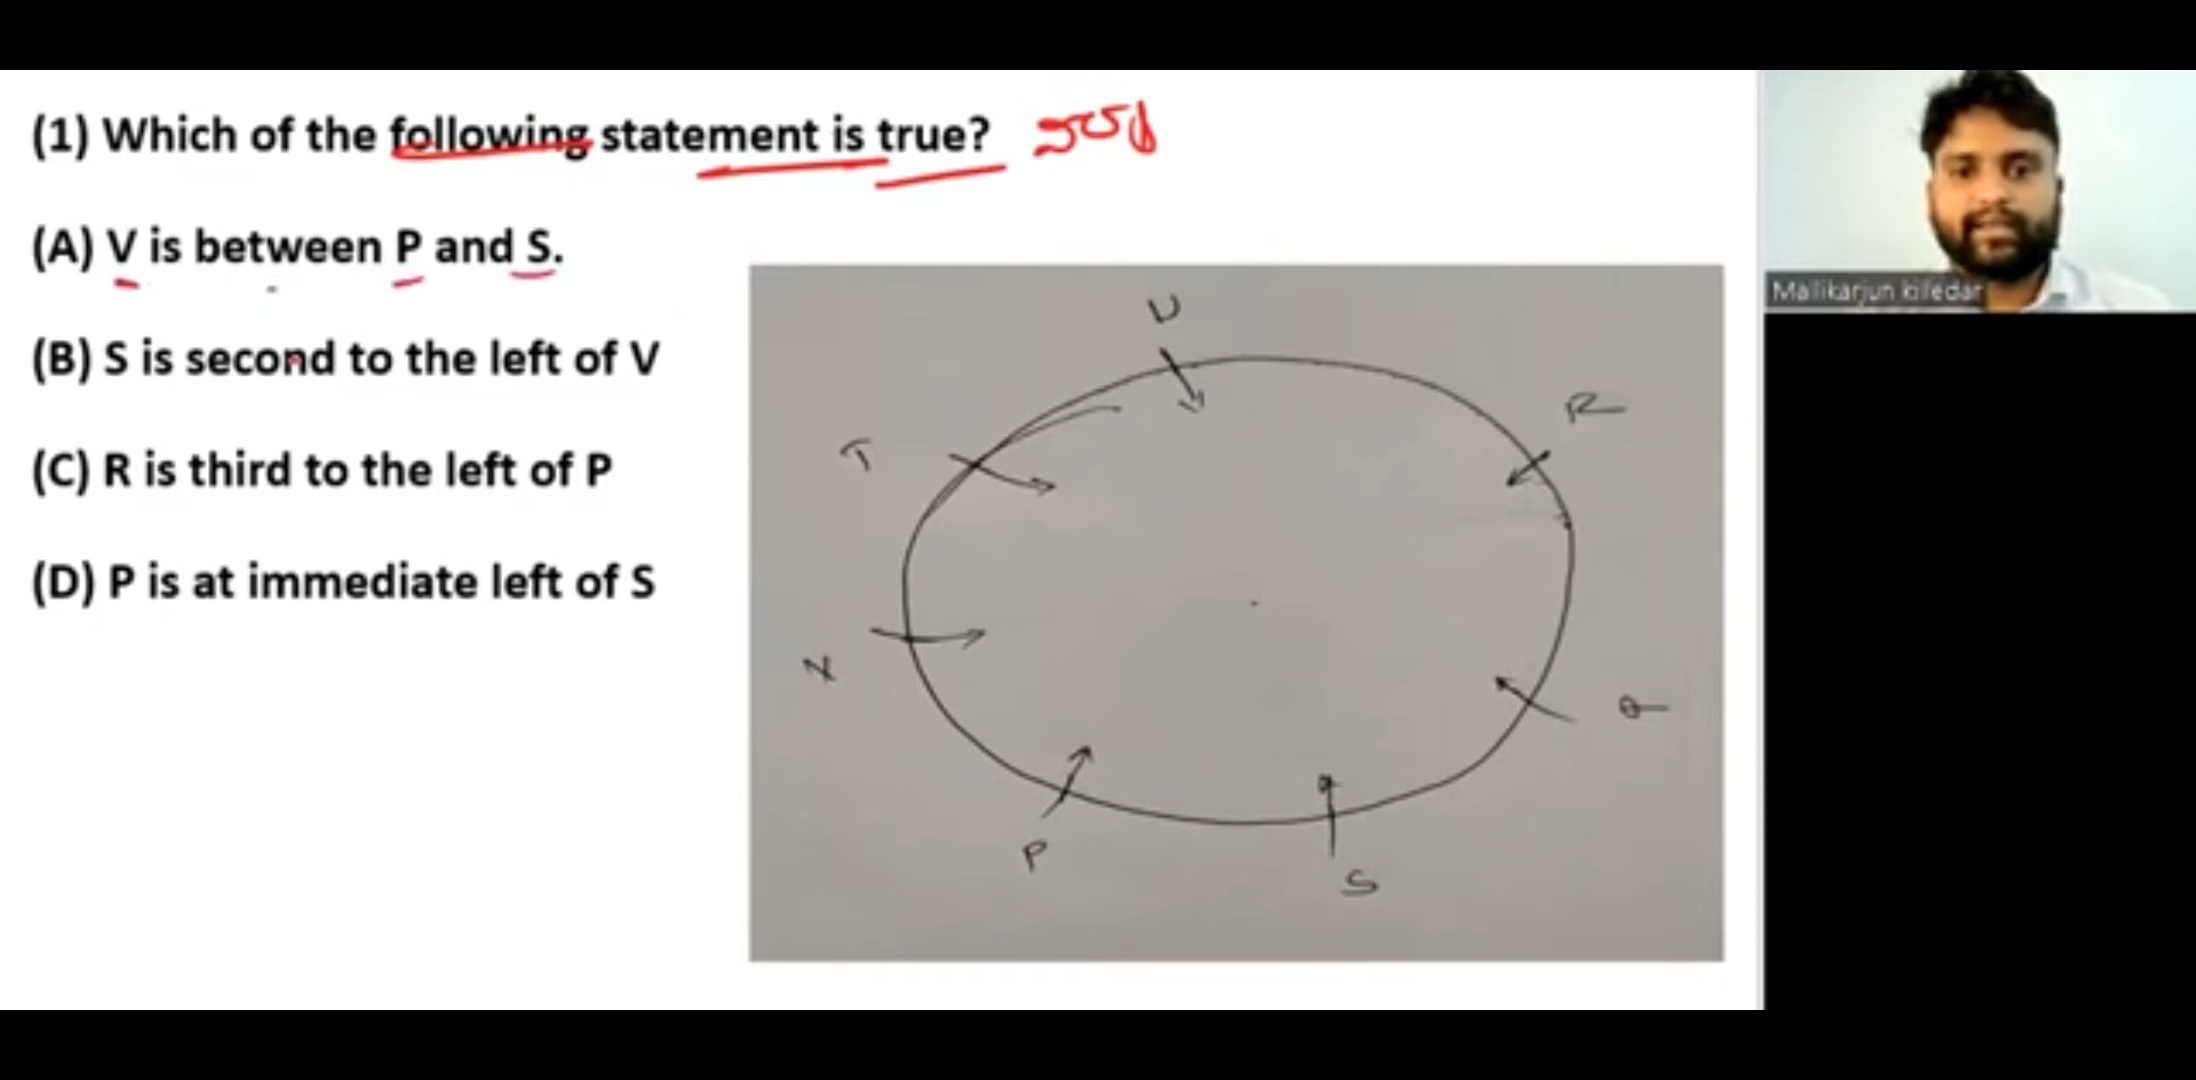 (1) Which of the following statement is true?
(A) V is between P and S.
(B) S is second to the left of V
(C) R is third to the left of P
(D) P is at immediate left of S
Mallikarjun killedar
U
R
T
P
S